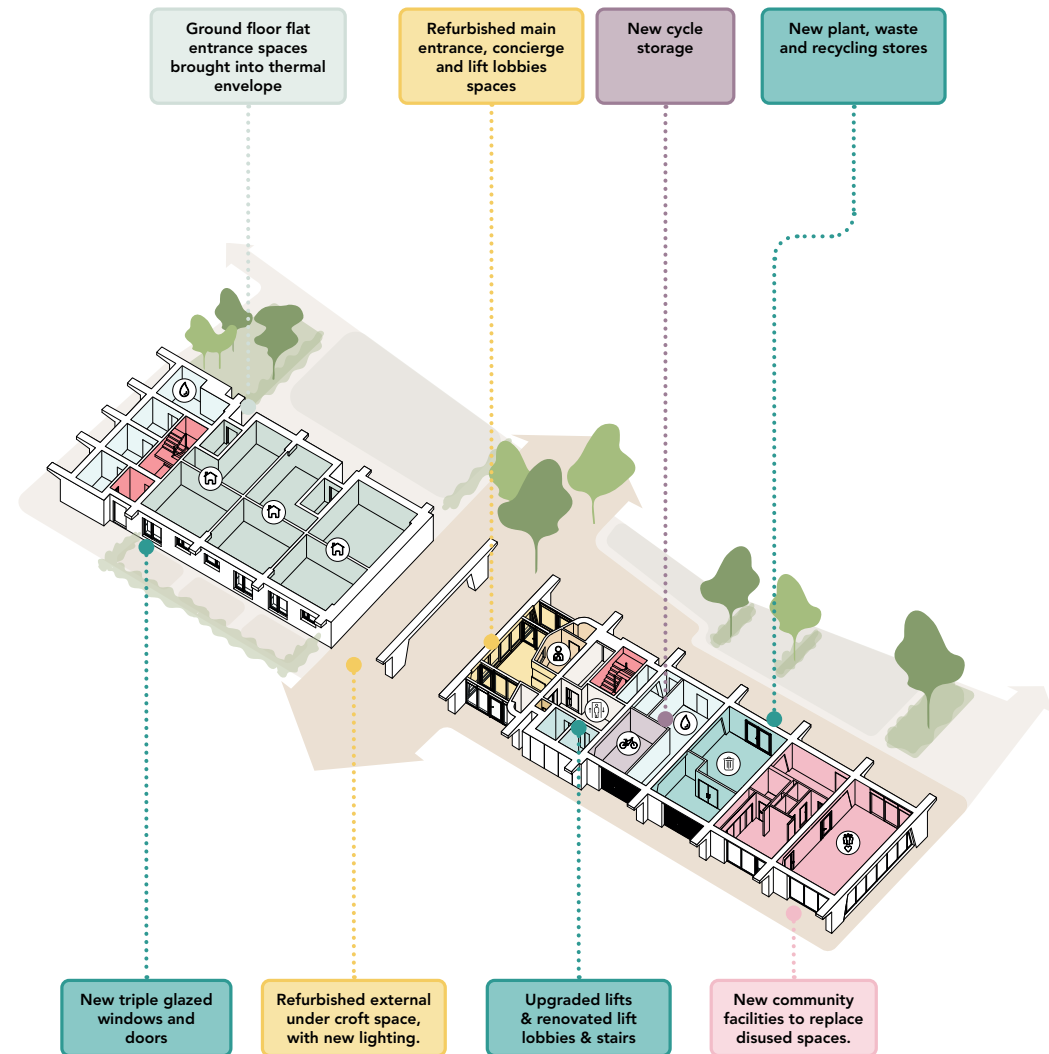 Ground floor flat
entrance spaces
brought into thermal
envelope
Refurbished main
entrance, concierge
and lift lobbies
spaces
New cycle
storage
New plant, waste
and recycling stores
New triple glazed
windows and
doors
Refurbished external
under croft space,
with new lighting.
Upgraded lifts
& renovated lift
lobbies & stairs
New community
facilities to replace
disused spaces.